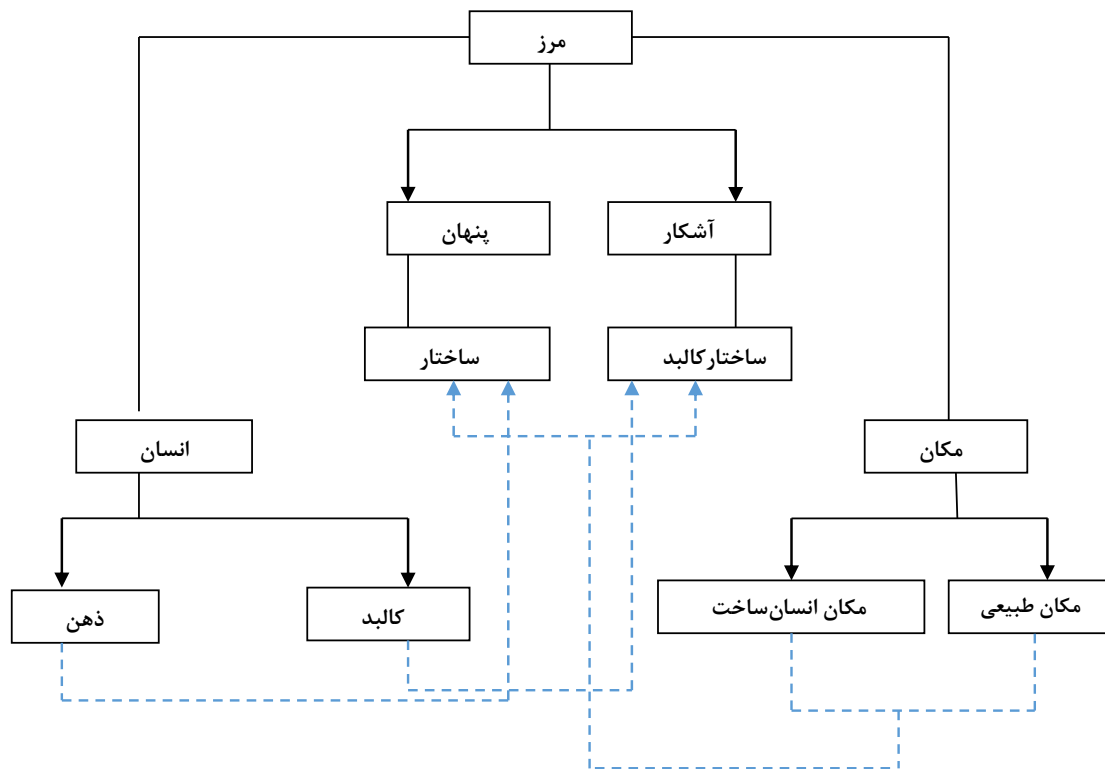 مرز
آشکار
پنهان
ساختارکالبد
ساختار
مکان
انسان
مکان طبیعی
مکان انسان‌ساخت
کالبد
ذهن